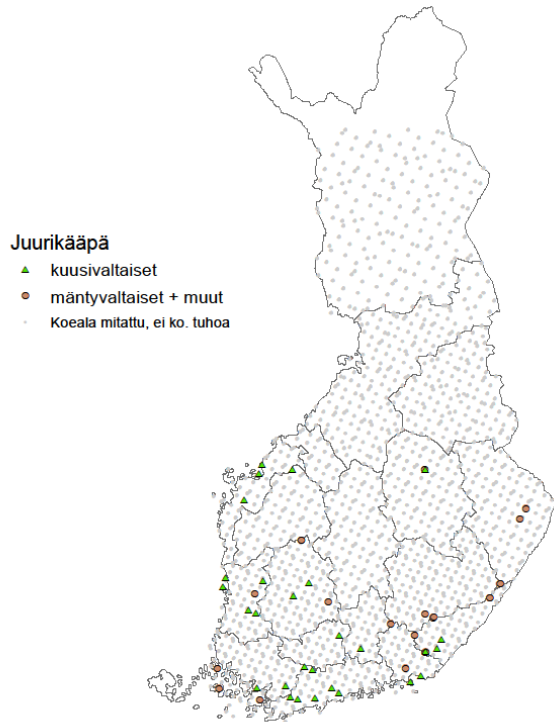 Juurikääpä
kuusivaltaiset
mäntyvaltaiset + muut
Koeala mitattu, ei ko. tuhoa